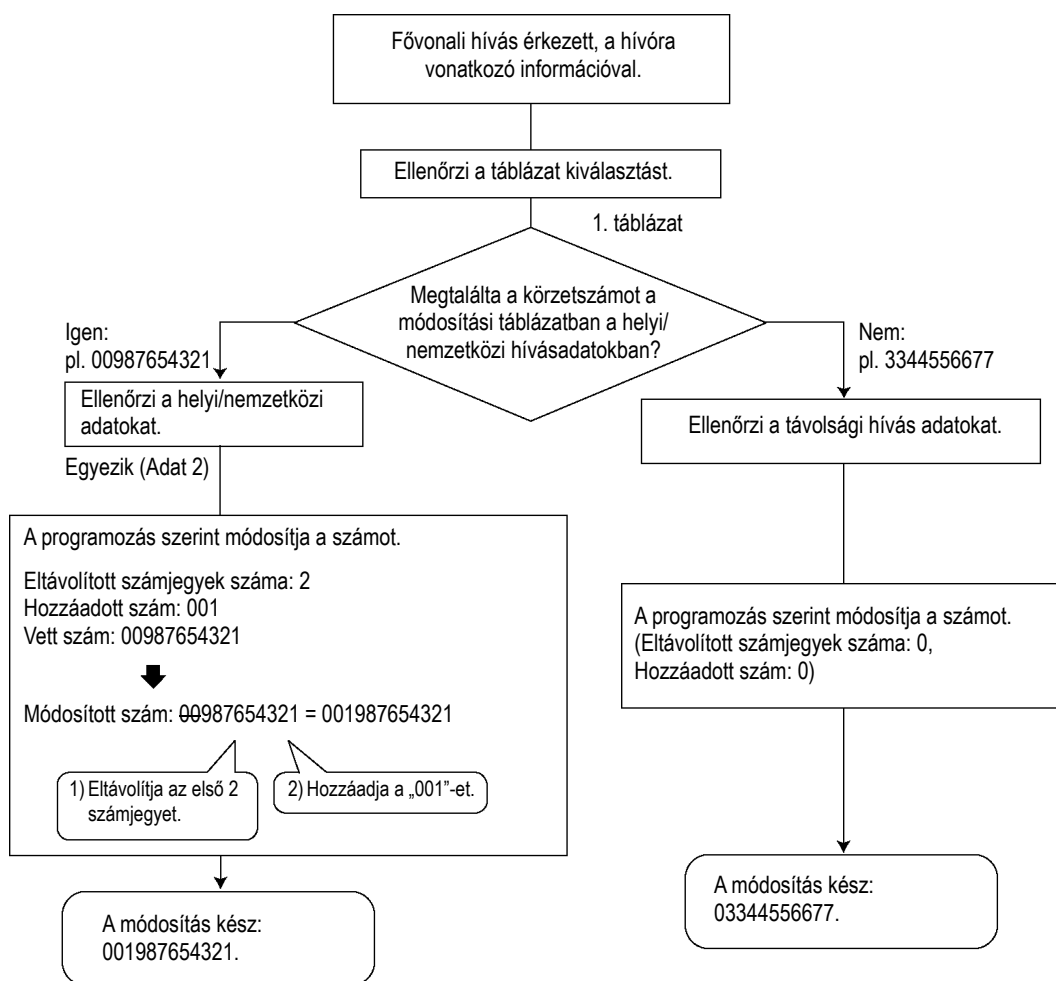 Fővonali hívás érkezett, a hívóra
vonatkozó információval.
Ellenőrzi a táblázat kiválasztást.
1. táblázat
Megtalálta a körzetszámot a
módosítási táblázatban a helyi/
nemzetközi hívásadatokban?
Igen:
pl. 00987654321
Ellenőrzi a helyi/nemzetközi
adatokat.
Egyezik (Adat 2)
A programozás szerint módosítja a számot.
Eltávolított számjegyek száma: 2
Hozzáadott szám: 001
Vett szám: 00987654321
Módosított szám: 00987654321 = 001987654321
1) Eltávolítja az első 2
számjegyet.
2) Hozzáadja a „001”-et.
A módosítás kész:
001987654321.
Nem:
pl. 3344556677
Ellenőrzi a távolsági hívás adatokat.
A programozás szerint módosítja a számot.
(Eltávolított számjegyek száma: 0,
Hozzáadott szám: 0)
A módosítás kész:
03344556677.